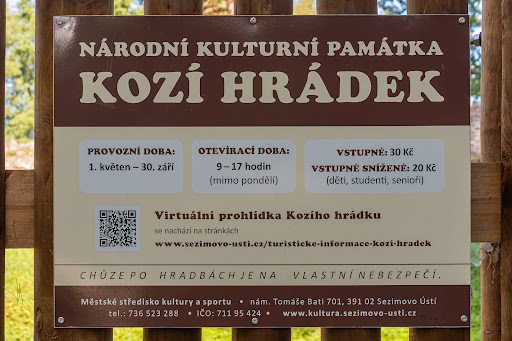 NÁRODNÍ KULTURNÍ PAMÁTKA
KOZÍ HRÁDEK
PROVOZNÍ DOBA:
1. květen – 30. září
OTEVÍRACÍ DOBA:
9 – 17 hodin
(mimo pondělí)
VSTUPNÉ: 30 Kč
VSTUPNÉ SNÍŽENÉ: 20 Kč
(děti, studenti, senioři)
Virtuální prohlídka Kozího hrádku
se nachází na stránkách
www.sezimovo-usti.cz/turisticke-informace-kozi-hradek
CHŮZE PO HRADBÁCH JE NA VLASTNÍ NEBEZPEČÍ.
Městské středisko kultury a sportu • nám. Tomáše Bati 701, 391 02 Sezimovo Ústí
tel.: 736 523 288 • IČO: 711 95 424 • www.kultura.sezimovo-usti.cz